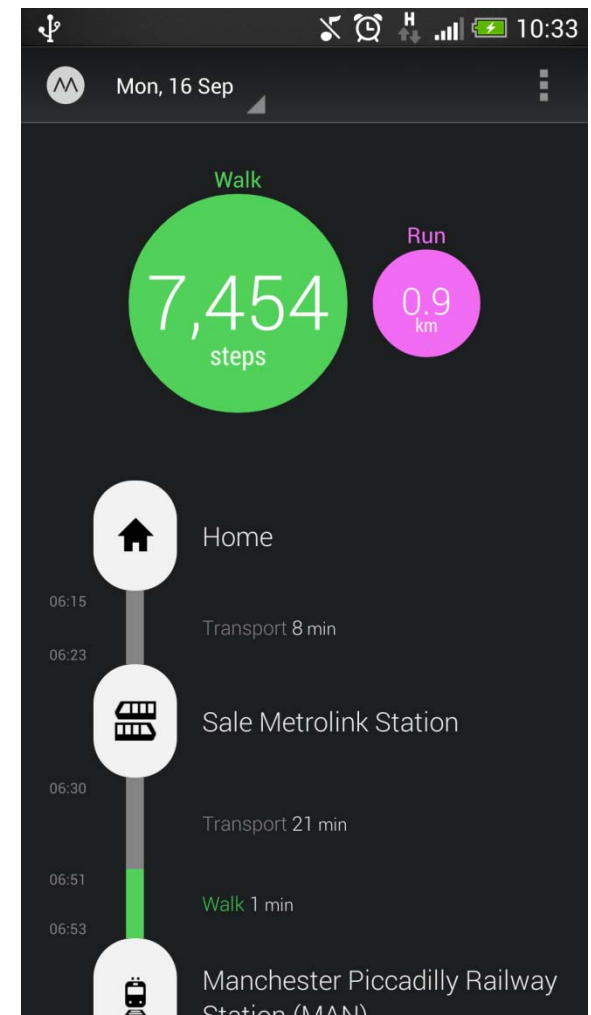 H
10:33
Mon, 16 Sep
Walk
Run
7,454
steps
0.9
km
Home
06:15
Transport 8 min
06:23
Sale Metrolink Station
06:30
Transport 21 min
06:51
Walk 1 min
06:53
Manchester Piccadilly Railway
Station (MAN)